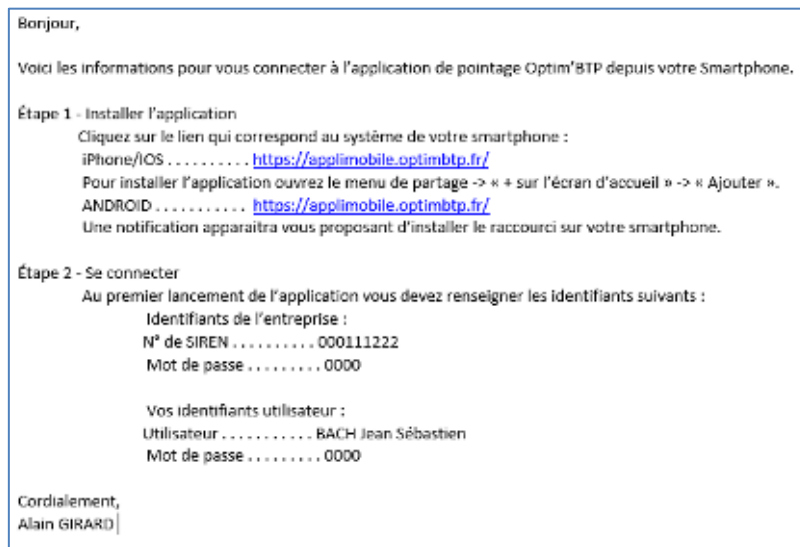 Bonjour,
Voici les informations pour vous connecter à l'application de pointage Optim'BTP depuis votre Smartphone.
Étape 1 - Installer l'application
Cliquez sur le lien qui correspond au système de votre smartphone :
iPhone/IOS . . . . . . . . . . https://applimobile.optimbtp.fr/
Pour installer l'application ouvrez le menu de partage -> « + sur l'écran d'accueil » -> « Ajouter ».
ANDROID . . . . . . . . . . . https://applimobile.optimbtp.fr/
Une notification apparaitra vous proposant d'installer le raccourci sur votre smartphone.
Étape 2 - Se connecter
Au premier lancement de l'application vous devez renseigner les identifiants suivants :
Identifiants de l'entreprise :
N° de SIREN . . . . . . . . . . 000111222
Mot de passe . . . . . . . . . 0000
Vos identifiants utilisateur :
Utilisateur . . . . . . . . . . . BACH Jean Sébastien
Mot de passe . . . . . . . . . 0000
Cordialement,
Alain GIRARD